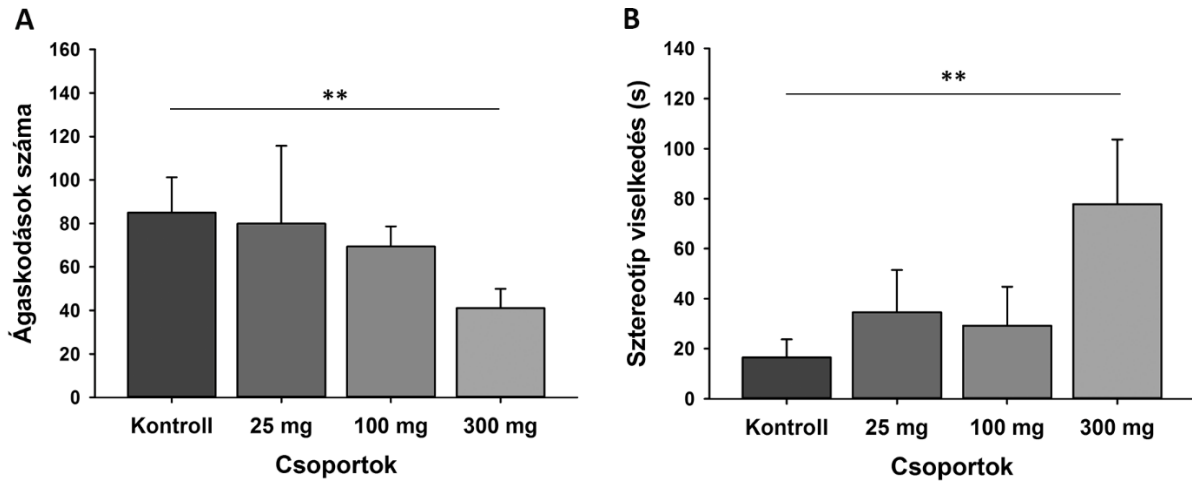 A
Ágaskodások száma
160
140
120
100
80
60
40
20
0
**
Kontroll 25 mg 100 mg 300 mg
Csoportok
B
Sztereotíp viselkedés (s)
140
120
100
80
60
40
20
0
**
Kontroll 25 mg 100 mg 300 mg
Csoportok